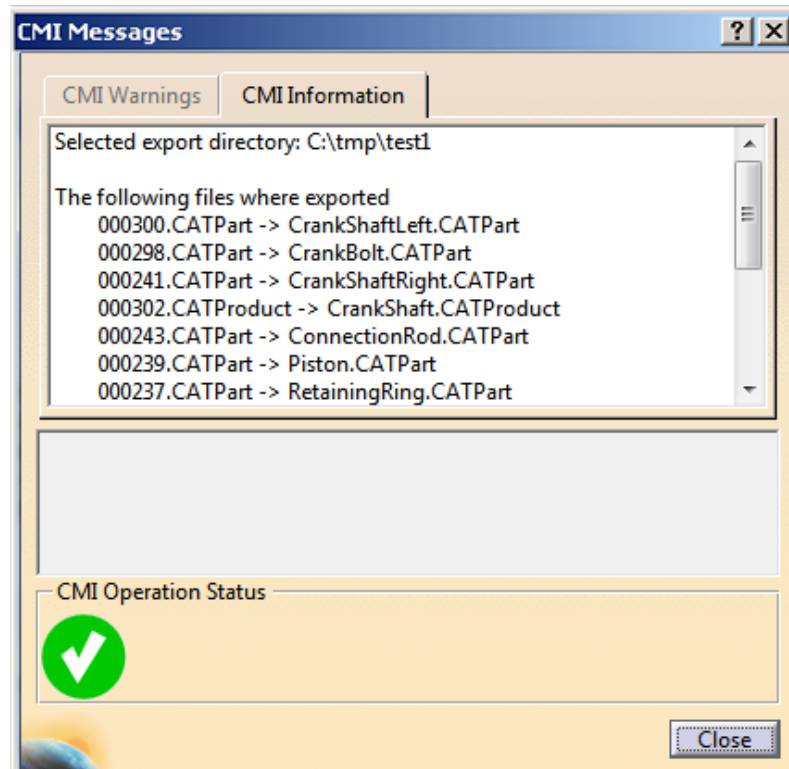 CMI Messages
CMI Warnings
CMI Information
Selected export directory: C:\tmp\test1
The following files where exported
000300.CATPart -> CrankShaftLeft.CATPart
000298.CATPart -> CrankBolt.CATPart
000241.CATPart -> CrankShaftRight.CATPart
000302.CATProduct -> CrankShaft.CATProduct
000243.CATPart -> ConnectionRod.CATPart
000239.CATPart -> Piston.CATPart
000237.CATPart -> RetainingRing.CATPart
CMI Operation Status
Close